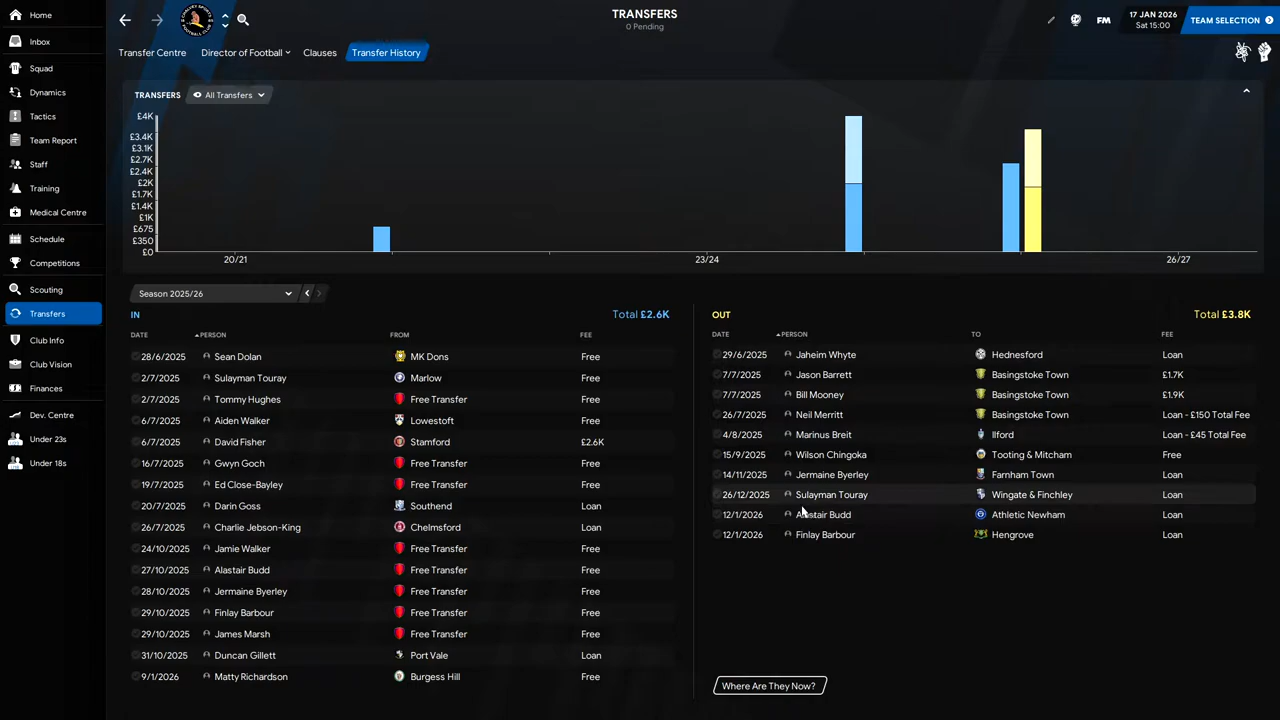 Home
TRANSFERS
0 Pending
FM
17 JAN 2026
Sat 15:00
TEAM SELECTION
Inbox
Squad
Dynamics
Tactics
Team Report
Staff
Training
Medical Centre
Schedule
Competitions
Scouting
Transfers
Club Info
Club Vision
Finances
Dev. Centre
Under 23s
Under 18s
Transfer Centre
Director of Football
Clauses
Transfer History
TRANSFERS
All Transfers
£4K
£3.4K
£3.1K
£2.7K
£2.4K
£2K
£1.7K
£1.4K
£1K
£675
£350
£0
20/21
23/24
26/27
Season 2025/26
IN
Total £2.6K
DATE PERSON FROM FEE
28/6/2025 Sean Dolan MK Dons Free
2/7/2025 Sulayman Touray Marlow Free
2/7/2025 Tommy Hughes Free Transfer Free
6/7/2025 Aiden Walker Lowestoft Free
6/7/2025 David Fisher Stamford £2.6K
16/7/2025 Gwyn Goch Free Transfer Free
19/7/2025 Ed Close-Bayley Free Transfer Free
20/7/2025 Darin Goss Southend Loan
26/7/2025 Charlie Jebson-King Chelmsford Loan
24/10/2025 Jamie Walker Free Transfer Free
27/10/2025 Alastair Budd Free Transfer Free
28/10/2025 Jermaine Byerley Free Transfer Free
29/10/2025 Finlay Barbour Free Transfer Free
29/10/2025 James Marsh Free Transfer Free
31/10/2025 Duncan Gillett Port Vale Loan
9/1/2026 Matty Richardson Burgess Hill Free
OUT
Total £3.8K
DATE PERSON TO FEE
29/6/2025 Jaheim Whyte Hednesford Loan
7/7/2025 Jason Barrett Basingstoke Town £1.7K
7/7/2025 Bill Mooney Basingstoke Town £1.9K
26/7/2025 Neil Merritt Basingstoke Town Loan - £150 Total Fee
4/8/2025 Marinus Breit Ilford Loan - £45 Total Fee
15/9/2025 Wilson Chingoka Tooting & Mitcham Free
14/11/2025 Jermaine Byerley Farnham Town Loan
26/12/2025 Sulayman Touray Wingate & Finchley Loan
12/1/2026 Alastair Budd Athletic Newham Loan
12/1/2026 Finlay Barbour Hengrove Loan
Where Are They Now?